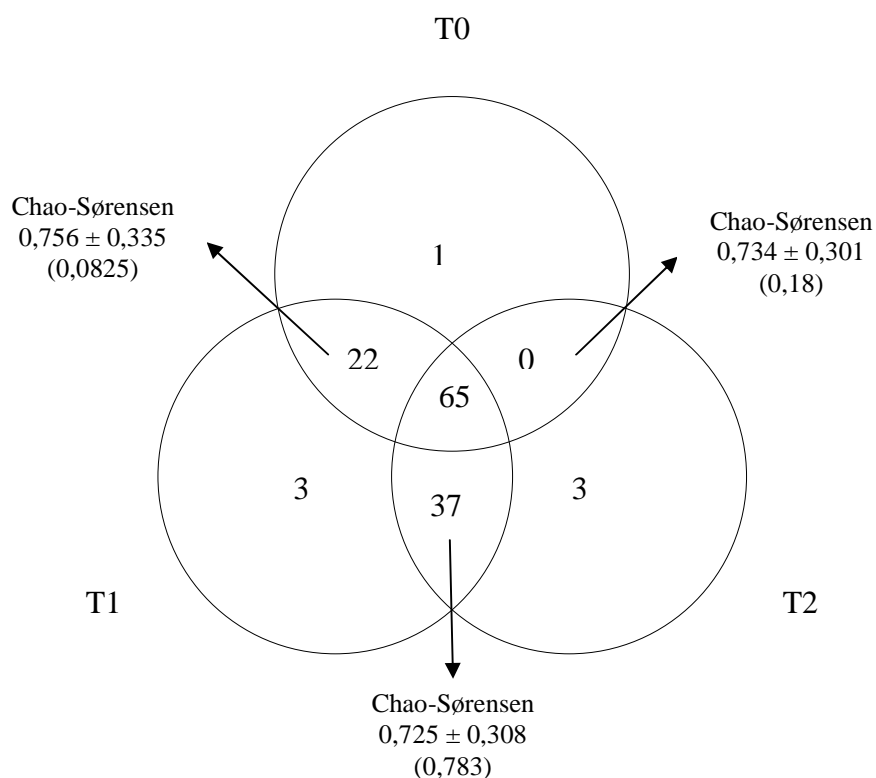 T0
Chao-Sørensen
0,756 ± 0,335
(0,0825)
Chao-Sørensen
0,734 ± 0,301
(0,18)
1
22
0
65
3
37
3
T1
T2
Chao-Sørensen
0,725 ± 0,308
(0,783)